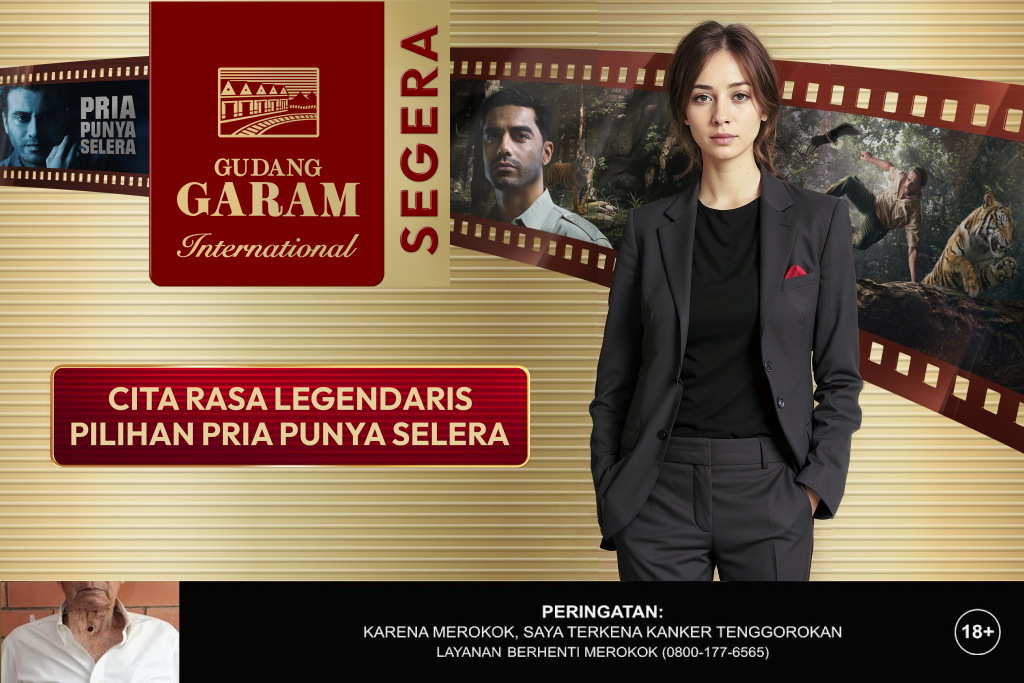 PRIA
PUNYA
SELERA
GUDANG
GARAM
International
SEGERA
CITA RASA LEGENDARIS
PILIHAN PRIA PUNYA SELERA
PERINGATAN:
KARENA MEROKOK, SAYA TERKENA KANKER TENGGOROKAN
LAYANAN BERHENTI MEROKOK (0800-177-6565)
18+